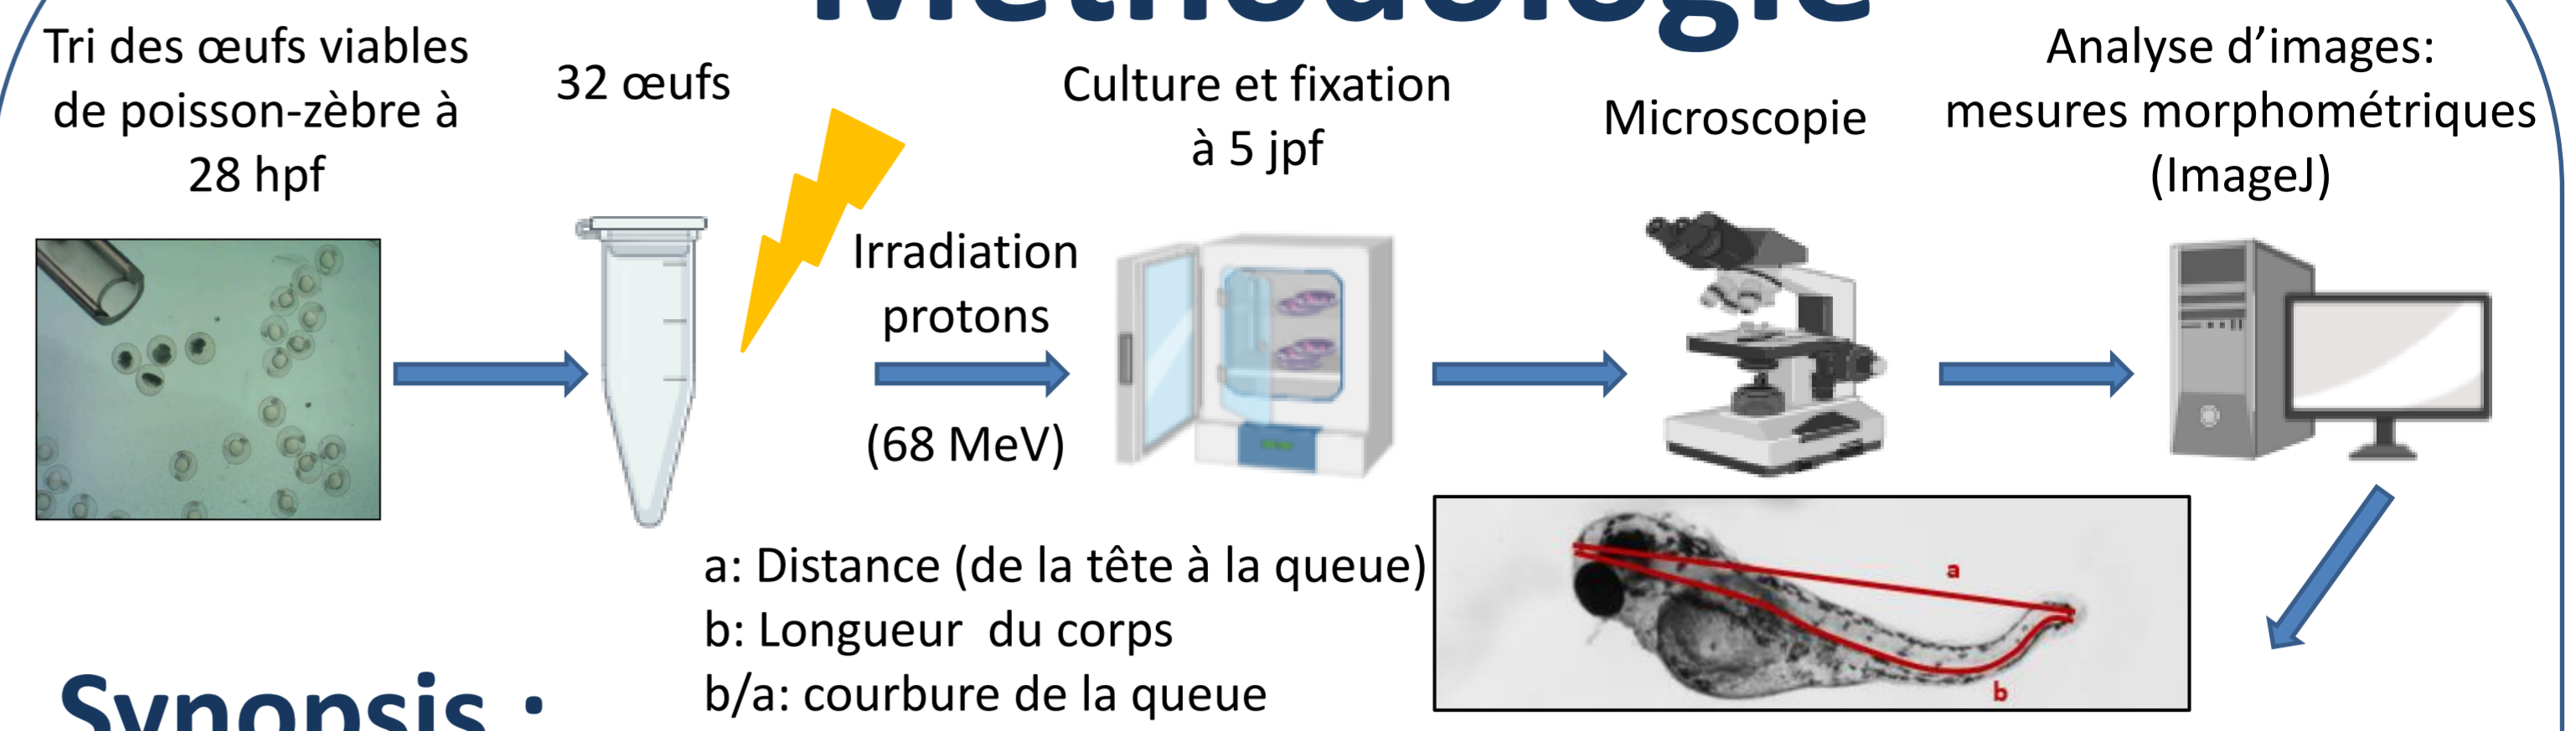 Méthodologie
Tri des œufs viables
de poisson-zèbre à
28 hpf
32 œufs
Irradiation
protons
(68 MeV)
Culture et fixation
à 5 jpf
Microscopie
Analyse d’images:
mesures morphométriques
(ImageJ)
a: Distance (de la tête à la queue)
b: Longueur du corps
b/a: courbure de la queue
a
b
Synopsis :